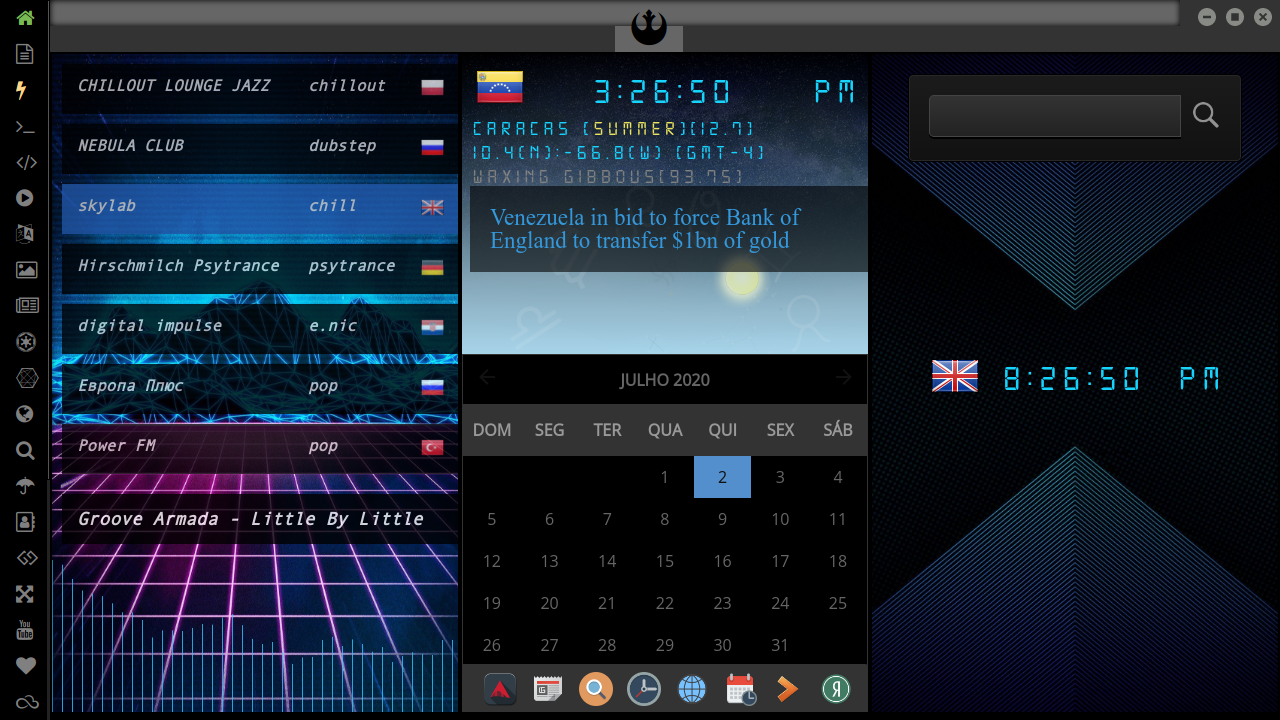 CHILLOUT LOUNGE JAZZ chillout
NEBULA CLUB dubstep
skylab chill
Hirschmilch Psytrance psytrance
digital impulse e.nic
Европа Плюс pop
Power FM pop
Groove Armada - Little By Little
3:26:50 PM
CARACAS [SUMMER][12.7]
10.4(N):-66.8(W) [GMT-4]
WAXING GIBBOUS[93.75]
Venezuela in bid to force Bank of
England to transfer $1bn of gold
JULHO 2020
DOM SEG TER QUA QUI SEX SÁB
1 2 3 4
5 6 7 8 9 10 11
12 13 14 15 16 17 18
19 20 21 22 23 24 25
26 27 28 29 30 31
8:26:50 PM
You
Tube
Я